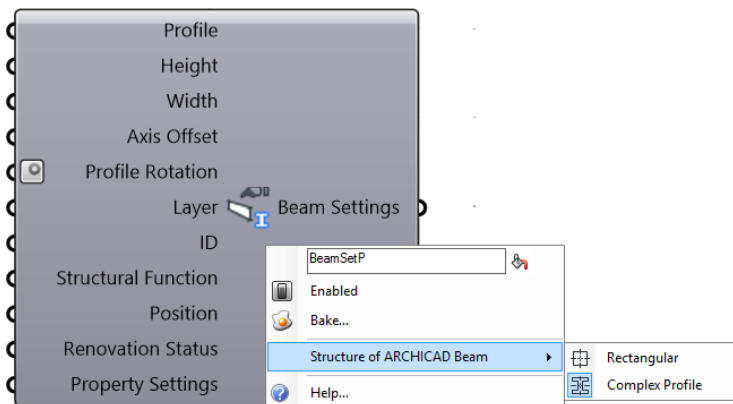 Profile
Height
Width
Axis Offset
Profile Rotation
Layer
Beam Settings
ID
Structural Function
Position
Renovation Status
Property Settings
BeamSetP
Enabled
Bake...
Structure of ARCHICAD Beam
Help...
Rectangular
Complex Profile